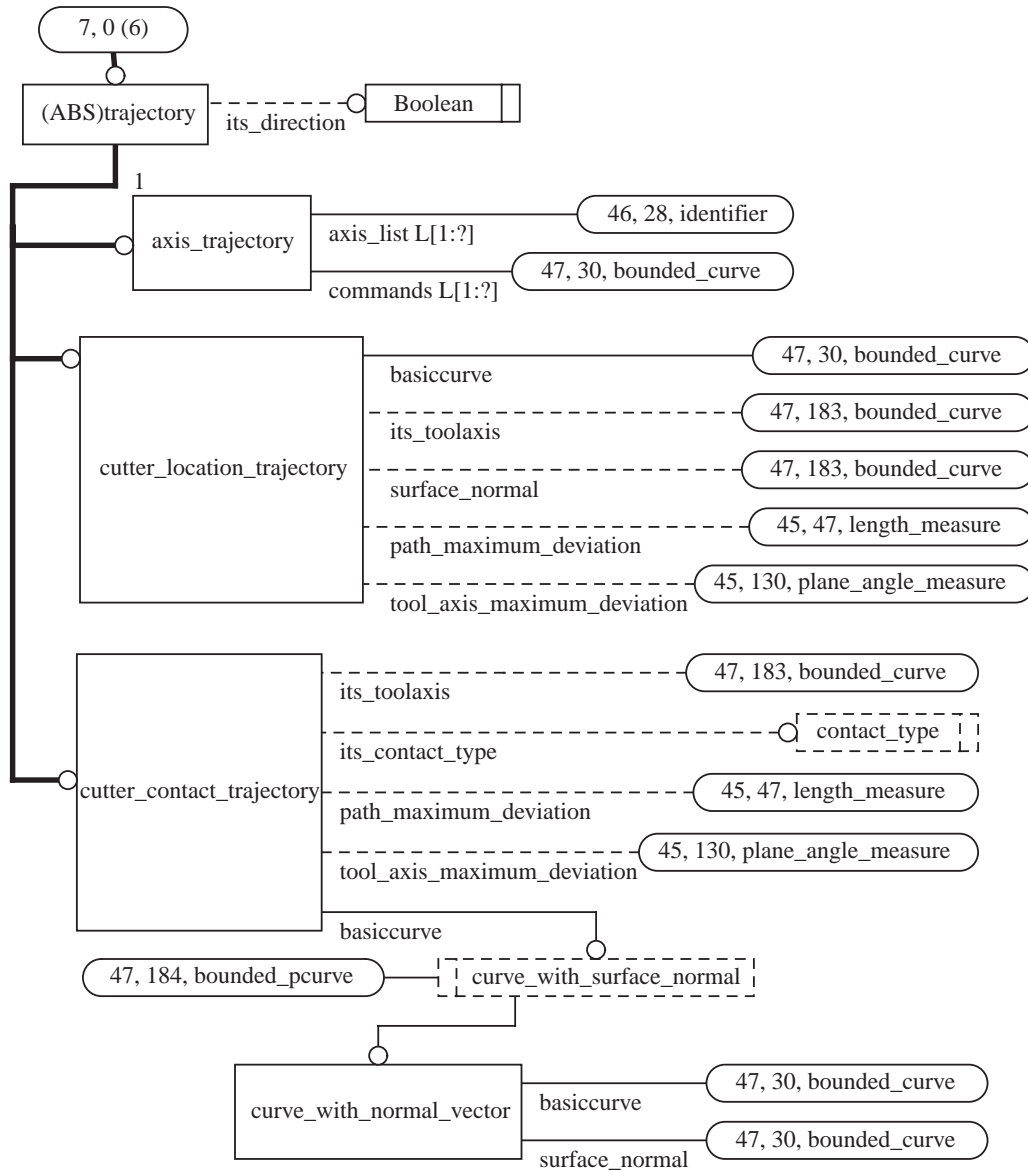 7, 0 (6)
(ABS)trajectory
its_direction
Boolean
1
axis_trajectory
axis_list L[1:?]
46, 28, identifier
commands L[1:?]
47, 30, bounded_curve
cutter_location_trajectory
basiccurve
47, 30, bounded_curve
its_toolaxis
47, 183, bounded_curve
surface_normal
47, 183, bounded_curve
path_maximum_deviation
45, 47, length_measure
tool_axis_maximum_deviation
45, 130, plane_angle_measure
cutter_contact_trajectory
its_toolaxis
47, 183, bounded_curve
its_contact_type
contact_type
path_maximum_deviation
45, 47, length_measure
tool_axis_maximum_deviation
45, 130, plane_angle_measure
basiccurve
47, 184, bounded_pcurve
curve_with_surface_normal
curve_with_normal_vector
basiccurve
47, 30, bounded_curve
surface_normal
47, 30, bounded_curve